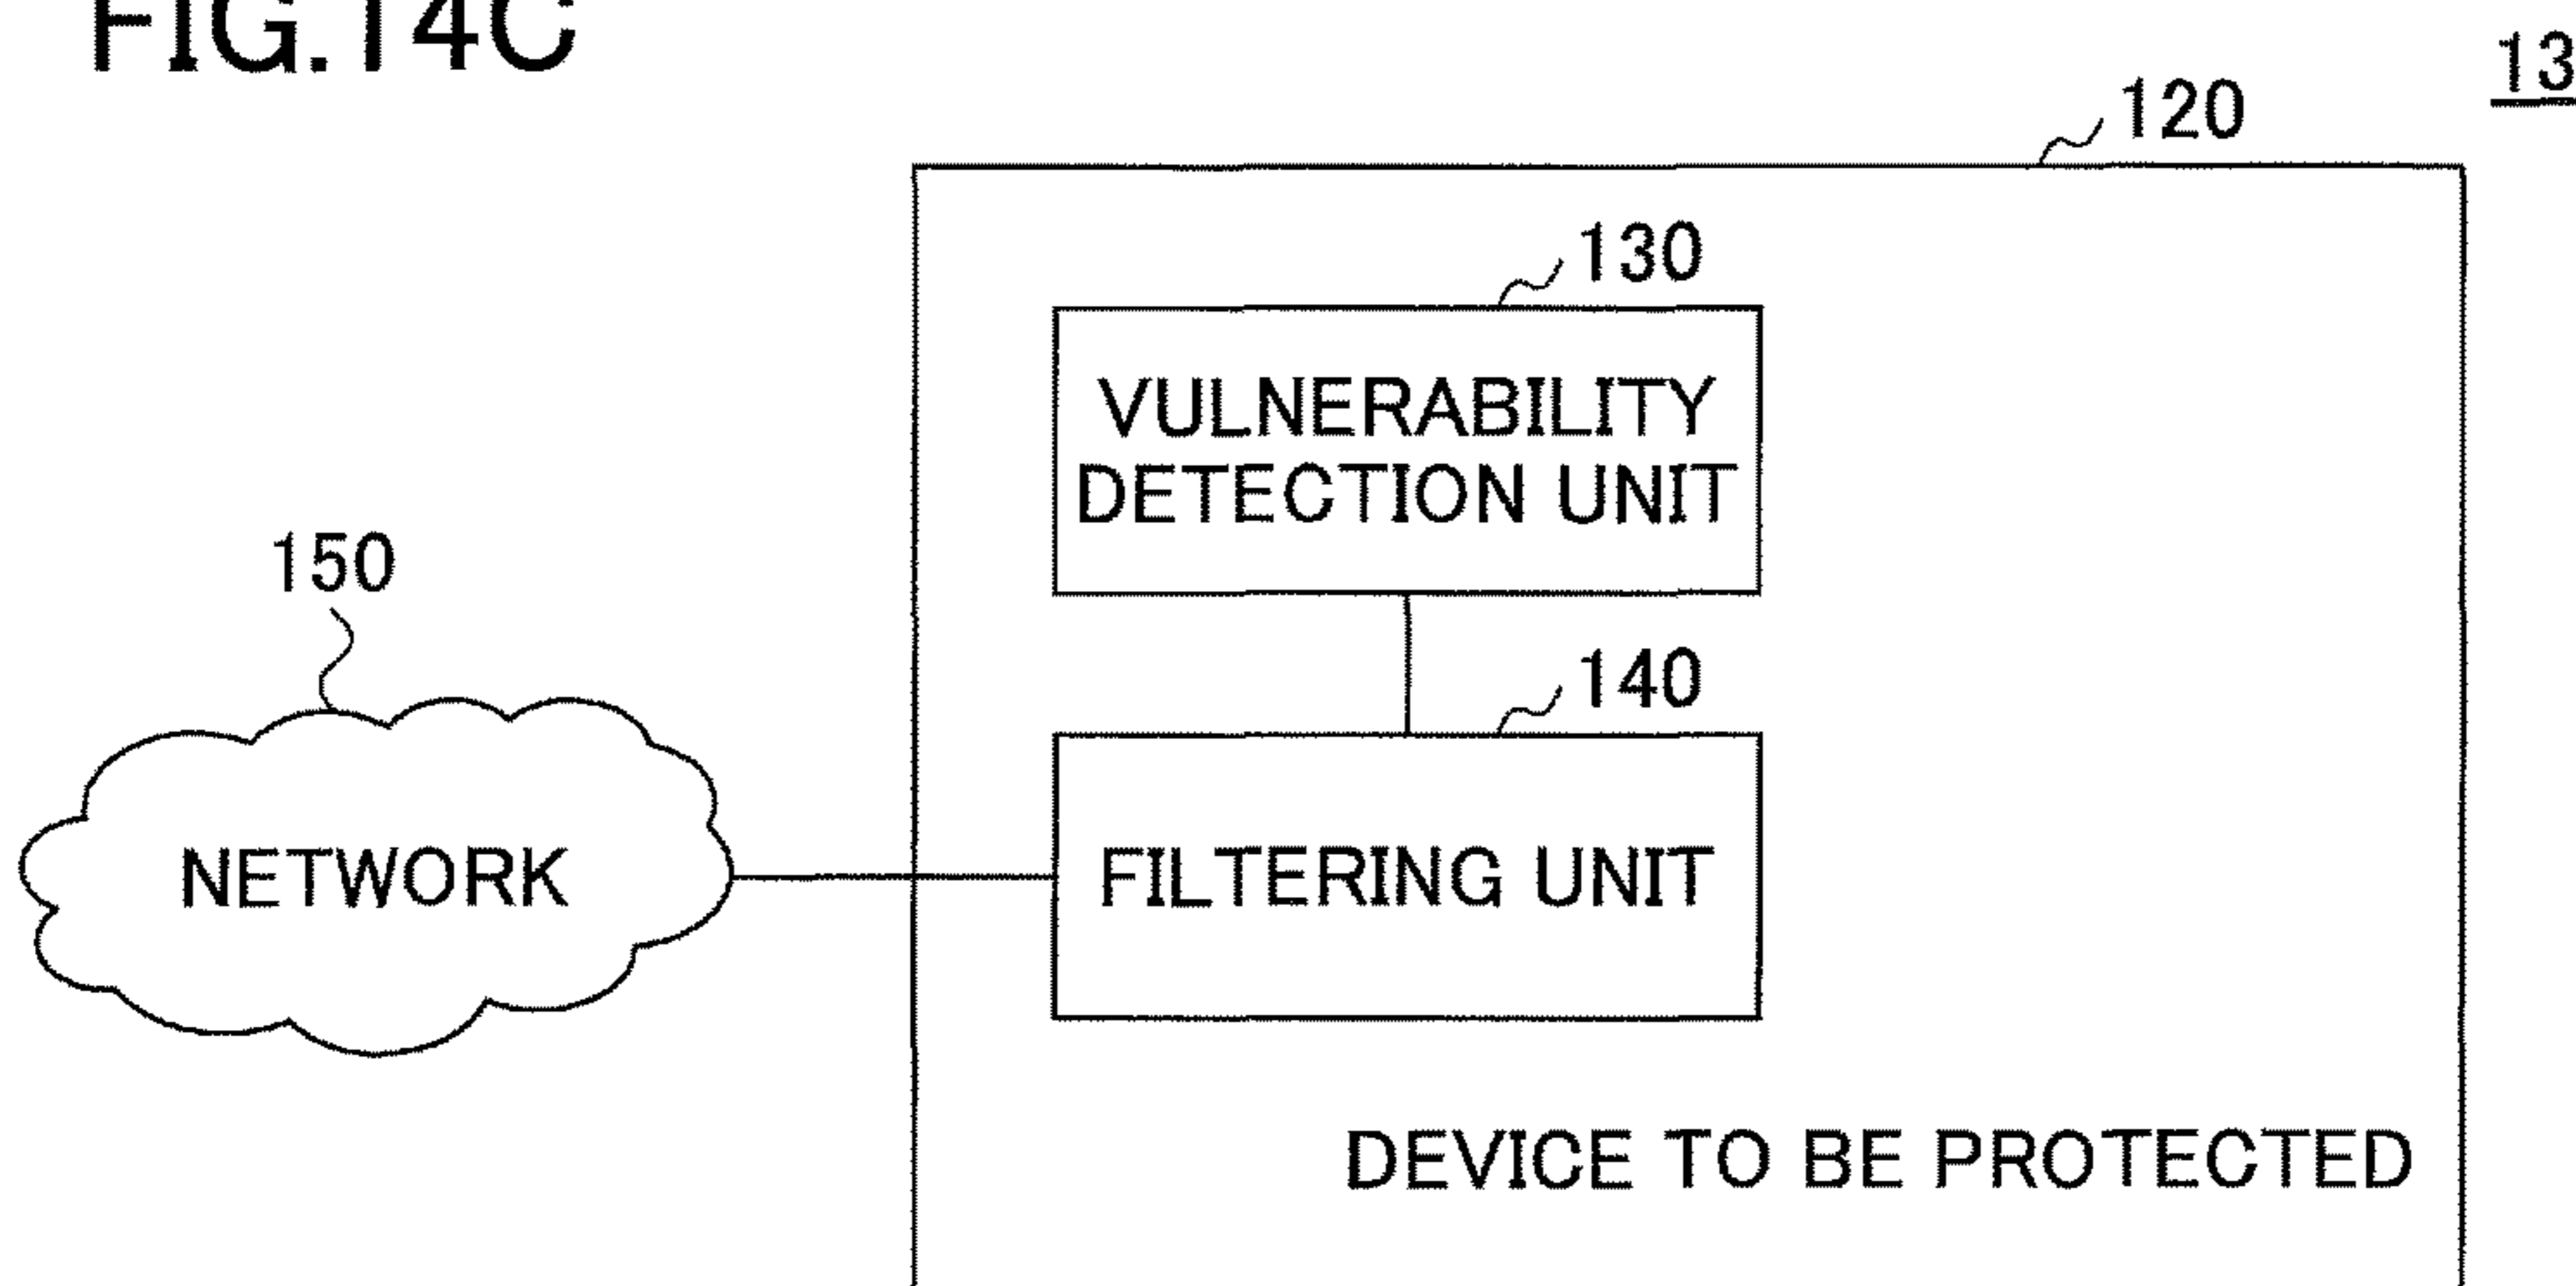 FIG.14C
13
120
130
VULNERABILITY
DETECTION UNIT
150
140
NETWORK
FILTERING UNIT
DEVICE TO BE PROTECTED